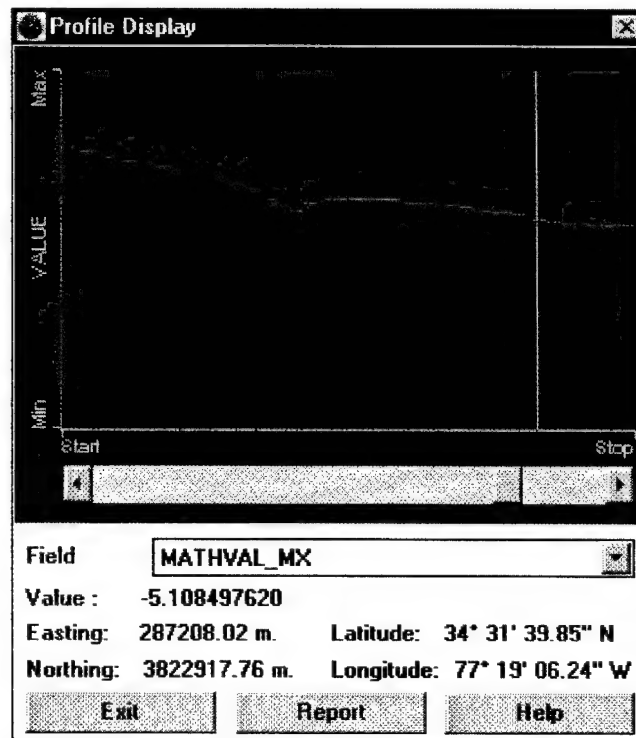 Profile Display
Max
VALUE
Min
Start
Stop
Field MATHVAL_MX
Value : -5.108497620
Easting: 287208.02 m. Latitude: 34° 31' 39.85" N
Northing: 3822917.76 m. Longitude: 77° 19' 06.24" W
Exit Report Help